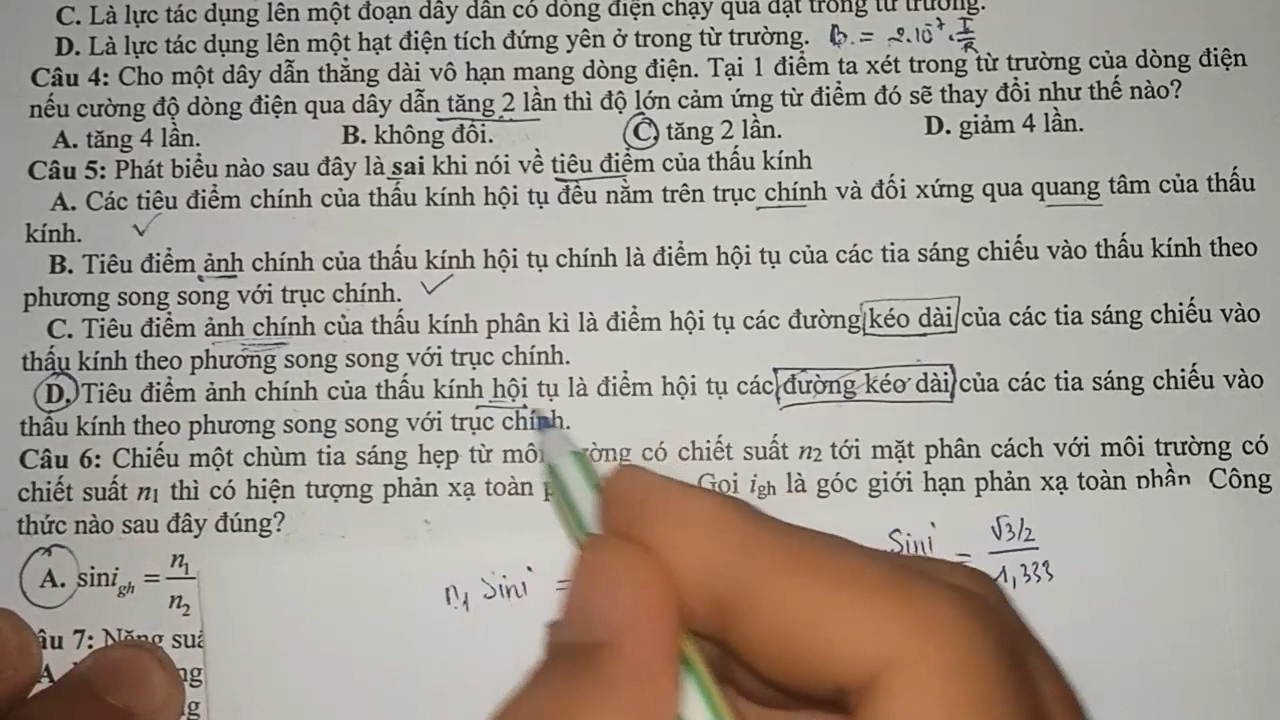 C. Là lực tác dụng lên một đoạn dây dẫn có dòng điện chạy qua đặt trong từ trường.
D. Là lực tác dụng lên một hạt điện tích đứng yên ở trong từ trường. B = 2.10⁻⁷.I/R
Câu 4: Cho một dây dẫn thẳng dài vô hạn mang dòng điện. Tại 1 điểm ta xét trong từ trường của dòng điện
nếu cường độ dòng điện qua dây dẫn tăng 2 lần thì độ lớn cảm ứng từ điểm đó sẽ thay đổi như thế nào?
A. tăng 4 lần. B. không đổi. C. tăng 2 lần. D. giảm 4 lần.
Câu 5: Phát biểu nào sau đây là sai khi nói về tiêu điểm của thấu kính
A. Các tiêu điểm chính của thấu kính hội tụ đều nằm trên trục chính và đối xứng qua quang tâm của thấu
kính.
B. Tiêu điểm ảnh chính của thấu kính hội tụ chính là điểm hội tụ của các tia sáng chiếu vào thấu kính theo
phương song song với trục chính.
C. Tiêu điểm ảnh chính của thấu kính phân kì là điểm hội tụ các đường kéo dài của các tia sáng chiếu vào
thấu kính theo phương song song với trục chính.
D. Tiêu điểm ảnh chính của thấu kính hội tụ là điểm hội tụ các đường kéo dài của các tia sáng chiếu vào
thấu kính theo phương song song với trục chính.
Câu 6: Chiếu một chùm tia sáng hẹp từ có chiết suất n₂ tới mặt phân cách với môi trường có
chiết suất n₁ thì có hiện tượng phản xạ toàn Gọi i_gh là góc giới hạn phản xạ toàn phần Công
thức nào sau đây đúng?
A. sini_gh = n₁/n₂ n₁ sini = sini = √3/2 / 1,333
7: Năng